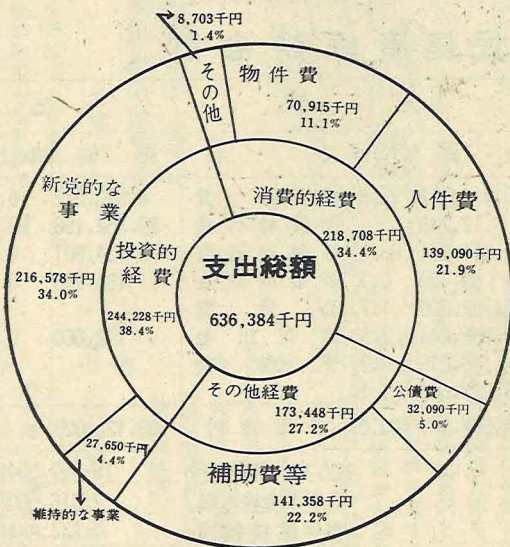 8,703千円
1.4%
その他
物件費
70,915千円
11.1%
人件費
139,090千円
21.9%
新党的な
事業
216,578千円
34.0%
消費的経費
218,708千円
34.4%
投資的
経費
244,228千円
38.4%
支出総額
636,384千円
その他経費
173,448千円
27.2%
公債費
32,090千円
5.0%
27,650千円
4.4%
維持的な事業
補助費等
141,358千円
22.2%